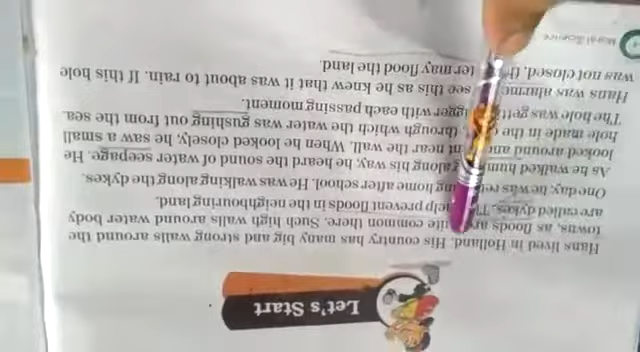 Let's Start
Hans lived in Holland. His country has many big and strong walls around the
towns, as floods are quite common there. Such high walls around water body
are called dykes. help prevent floods in the neighbouring land.
One day, he was home after school. He was walking along the dykes.
As he walked along his way, he heard the sound of water seepage. He
looked around near the wall. When he looked closely, he saw a small
hole made in the through which the water was gushing out from the sea.
The hole was with each passing moment.
Hans was see this as he knew that it was about to rain. If this hole
was not closed, may flood the land.
Moral Science